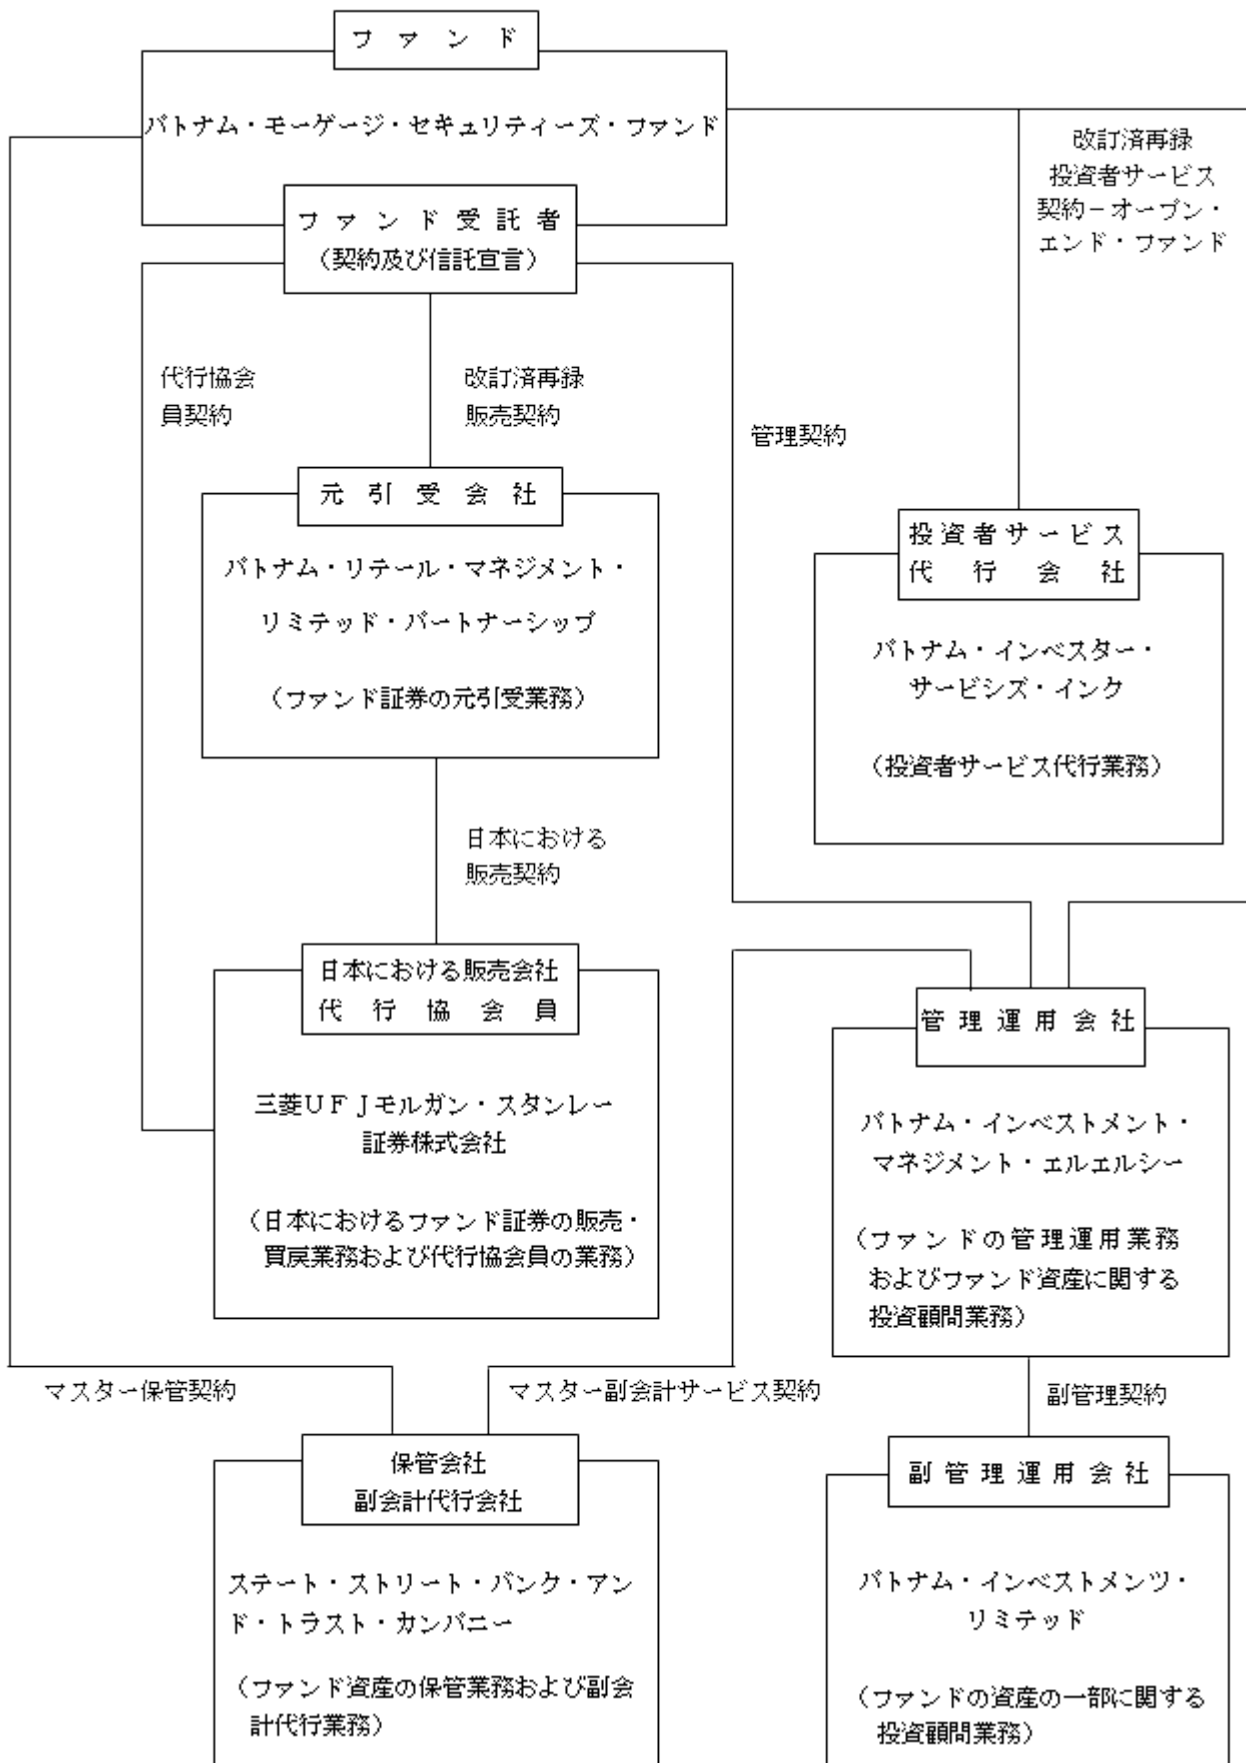 ファンド
パトナム・モーゲージ・セキュリティーズ・ファンド
ファンド受託者
（契約及び信託宣言）
改訂済再録
投資者サービス
契約－オープン・
エンド・ファンド
代行協会
員契約
改訂済再録
販売契約
管理契約
元引受会社
パトナム・リテール・マネジメント・
リミテッド・パートナーシップ
（ファンド証券の元引受業務）
投資者サービス
代行会社
パトナム・インベスター・
サービシズ・インク
（投資者サービス代行業務）
日本における
販売契約
日本における販売会社
代行協会員
三菱ＵＦＪモルガン・スタンレー
証券株式会社
（日本におけるファンド証券の販売・
買戻業務および代行協会員の業務）
管理運用会社
パトナム・インベストメント・
マネジメント・エルエルシー
（ファンドの管理運用業務
およびファンド資産に関する
投資顧問業務）
マスター保管契約
マスター副会計サービス契約
副管理契約
保管会社
副会計代行会社
ステート・ストリート・バンク・アン
ド・トラスト・カンパニー
（ファンド資産の保管業務および副会
計代行業務）
副管理運用会社
パトナム・インベストメンツ・
リミテッド
（ファンドの資産の一部に関する
投資顧問業務）